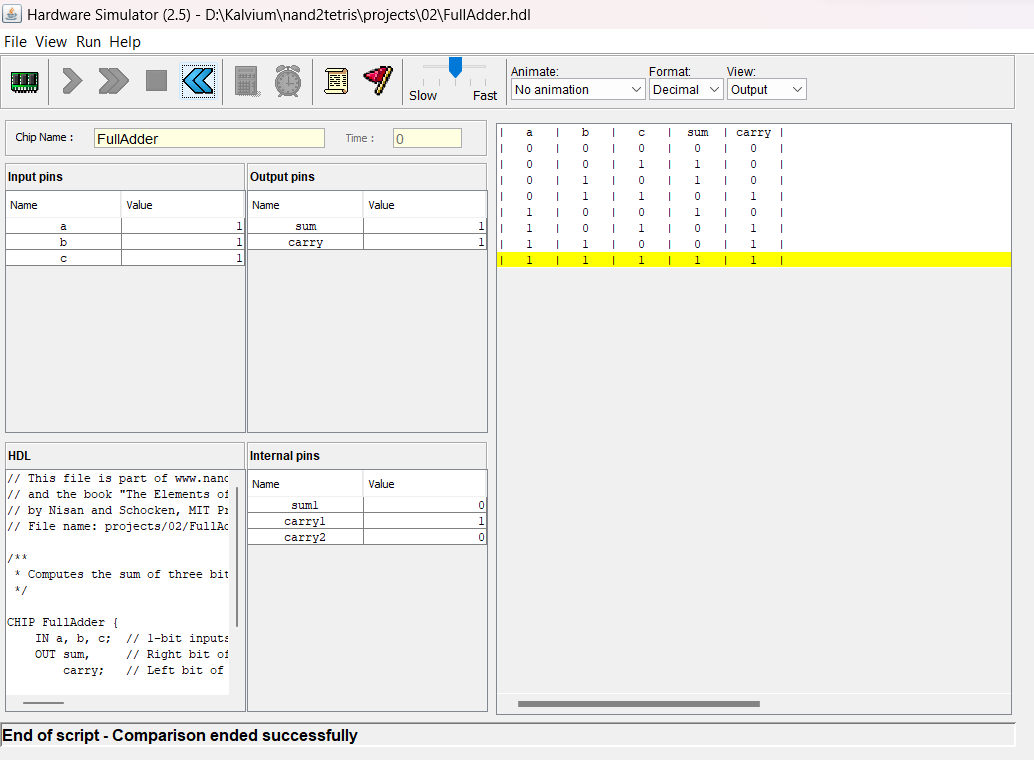 Hardware Simulator (2.5) - D:\Kalvium\nand2tetris\projects\02\FullAdder.hdl
File View Run Help
Slow Fast
Animate: Format: View:
No animation Decimal Output
Chip Name : FullAdder Time : 0
Input pins
Name Value
a 1
b 1
c 1
Output pins
Name Value
sum 1
carry 1
| a | b | c | sum | carry |
| 0 | 0 | 0 | 0 | 0 |
| 0 | 0 | 1 | 1 | 0 |
| 0 | 1 | 0 | 1 | 0 |
| 0 | 1 | 1 | 0 | 1 |
| 1 | 0 | 0 | 1 | 0 |
| 1 | 0 | 1 | 0 | 1 |
| 1 | 1 | 0 | 0 | 1 |
| 1 | 1 | 1 | 1 | 1 |
HDL
// This file is part of www.nand
// and the book "The Elements of
// by Nisan and Schocken, MIT Pr
// File name: projects/02/FullAd
/**
* Computes the sum of three bit
*/
CHIP FullAdder {
IN a, b, c; // 1-bit inputs
OUT sum, // Right bit of
carry; // Left bit of
Internal pins
Name Value
sum1 0
carry1 1
carry2 0
End of script - Comparison ended successfully